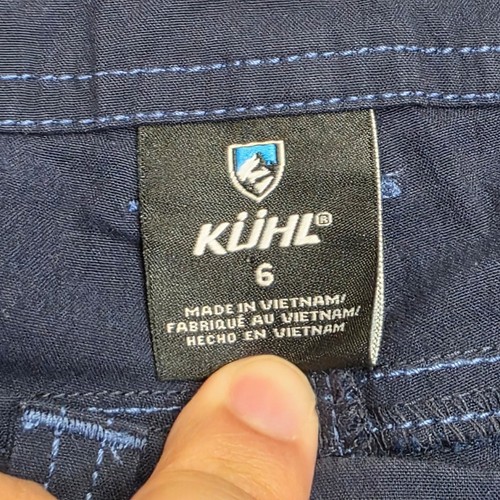 KÜHL®
6
MADE IN VIETNAM/
FABRIQUÉ AU VIETNAM/
HECHO EN VIETNAM